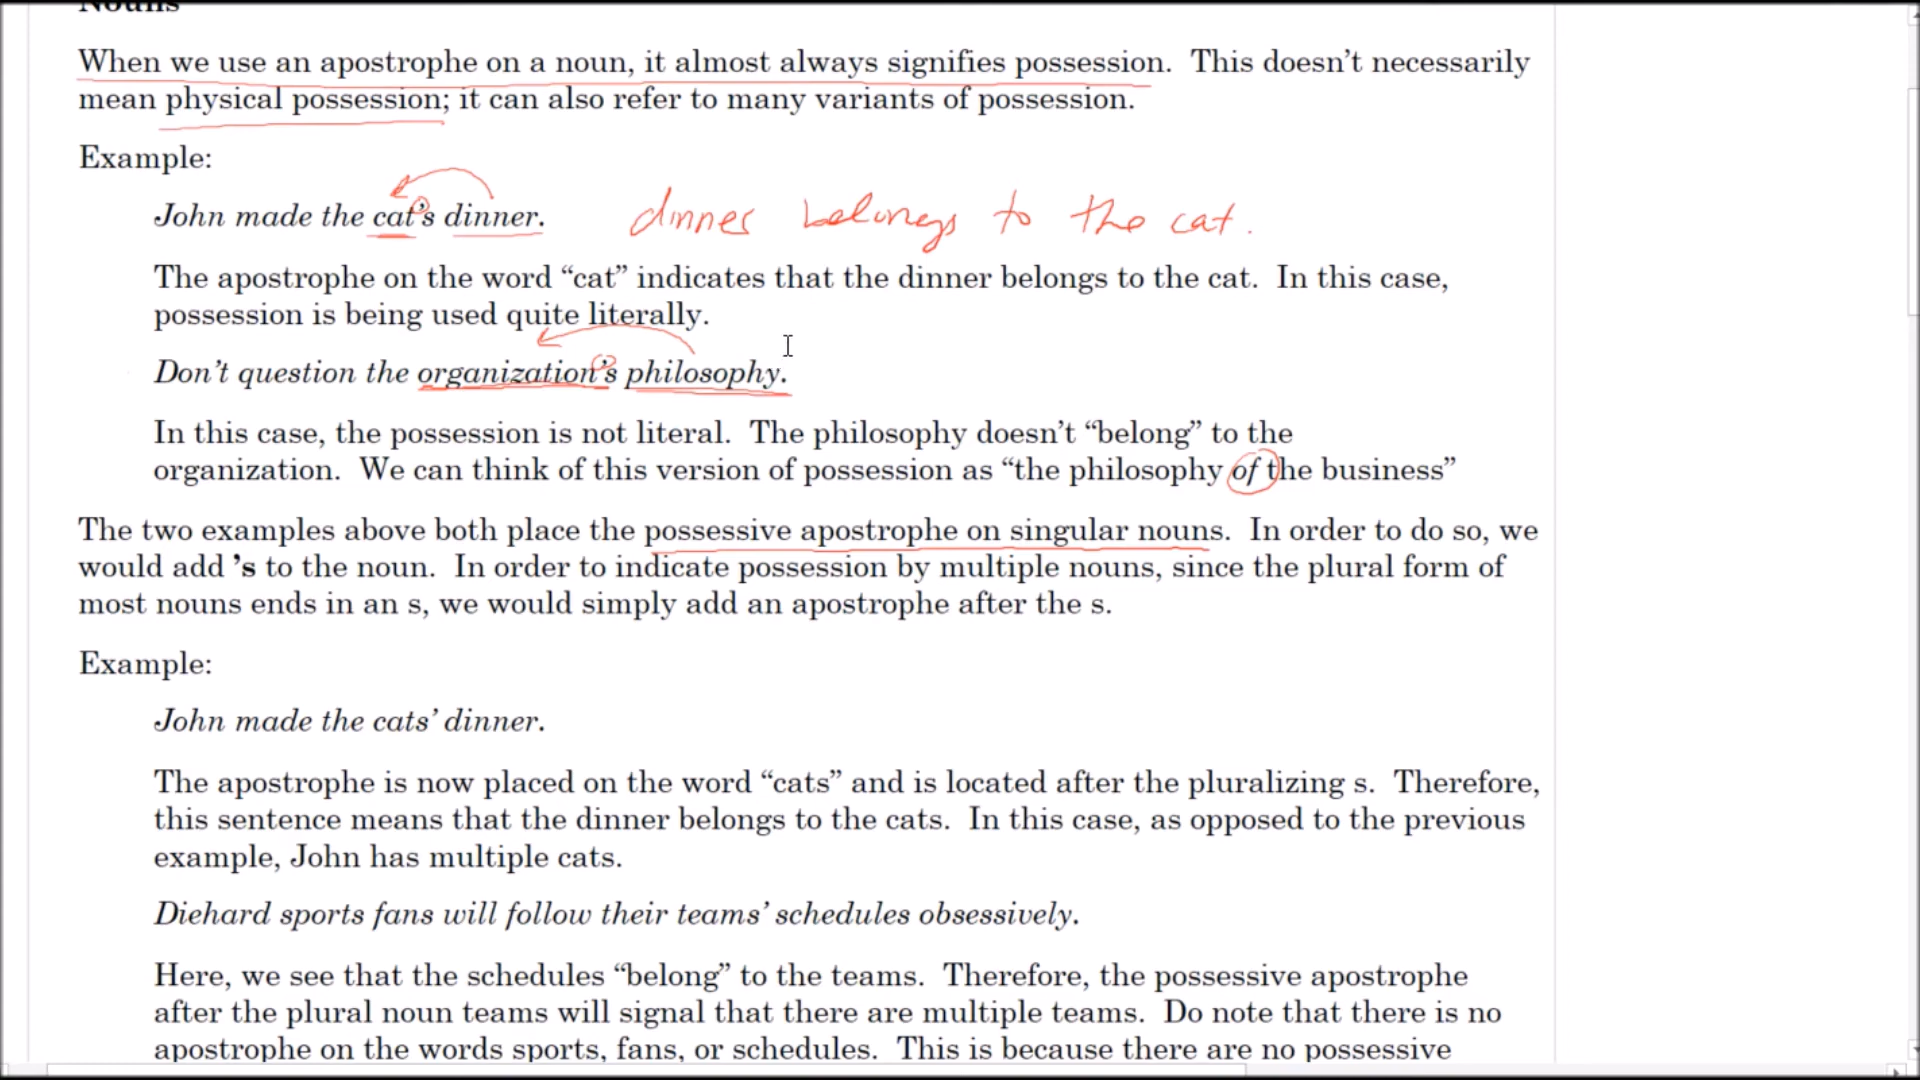 Nouns
When we use an apostrophe on a noun, it almost always signifies possession. This doesn’t necessarily
mean physical possession; it can also refer to many variants of possession.
Example:
John made the cat’s dinner. dinner belongs to the cat.
The apostrophe on the word “cat” indicates that the dinner belongs to the cat. In this case,
possession is being used quite literally.
Don’t question the organization’s philosophy.
In this case, the possession is not literal. The philosophy doesn’t “belong” to the
organization. We can think of this version of possession as “the philosophy of the business”
The two examples above both place the possessive apostrophe on singular nouns. In order to do so, we
would add ’s to the noun. In order to indicate possession by multiple nouns, since the plural form of
most nouns ends in an s, we would simply add an apostrophe after the s.
Example:
John made the cats’ dinner.
The apostrophe is now placed on the word “cats” and is located after the pluralizing s. Therefore,
this sentence means that the dinner belongs to the cats. In this case, as opposed to the previous
example, John has multiple cats.
Diehard sports fans will follow their teams’ schedules obsessively.
Here, we see that the schedules “belong” to the teams. Therefore, the possessive apostrophe
after the plural noun teams will signal that there are multiple teams. Do note that there is no
apostrophe on the words sports, fans, or schedules. This is because there are no possessive